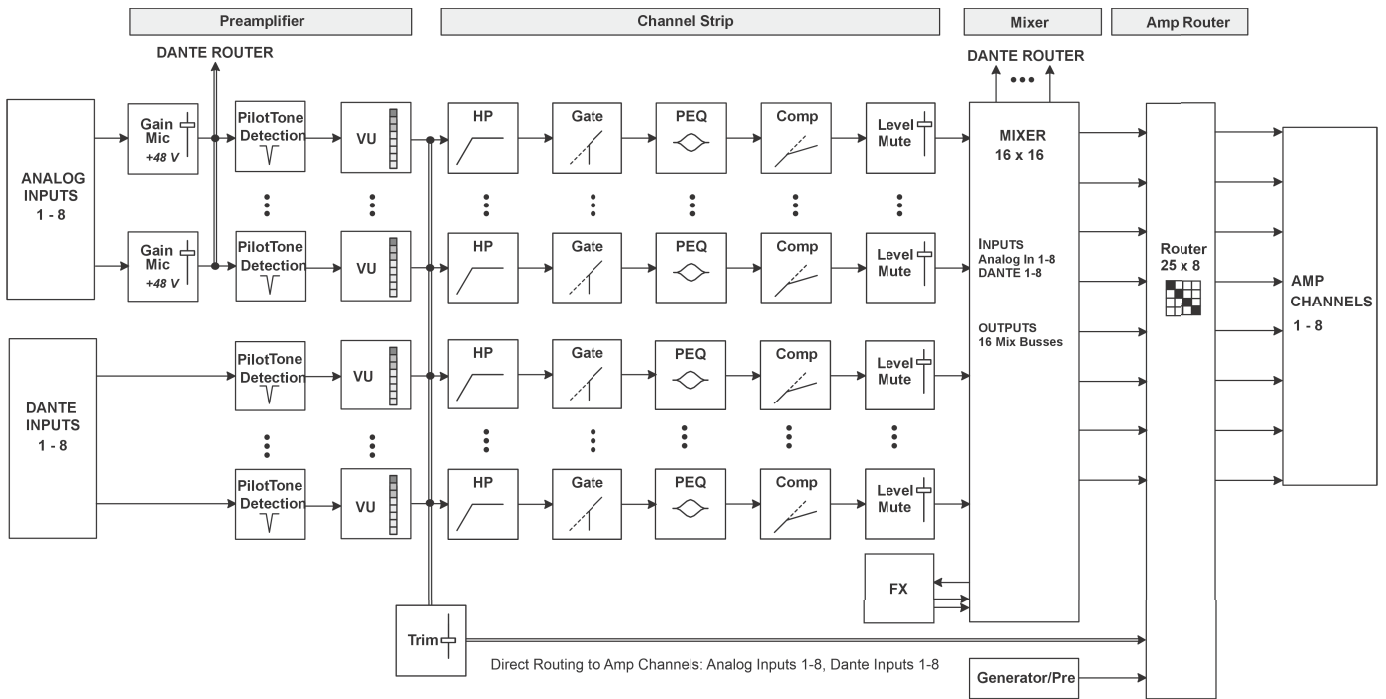 Preamplifier
Channel Strip
Mixer
Amp Router
DANTE ROUTER
DANTE ROUTER
ANALOG
INPUTS
1 - 8
Gain
Mic
+48 V
PilotTone
Detection
VU
HP
Gate
PEQ
Comp
Level
Mute
Gain
Mic
+48 V
PilotTone
Detection
VU
HP
Gate
PEQ
Comp
Level
Mute
DANTE
INPUTS
1 - 8
PilotTone
Detection
VU
HP
Gate
PEQ
Comp
Level
Mute
PilotTone
Detection
VU
HP
Gate
PEQ
Comp
Level
Mute
MIXER
16 x 16
INPUTS
Analog In 1-8
DANTE 1-8
OUTPUTS
16 Mix Busses
Router
25 x 8
AMP
CHANNELS
1 - 8
FX
Trim
Direct Routing to Amp Channes: Analog Inputs 1-8, Dante Inputs 1-8
Generator/Pre